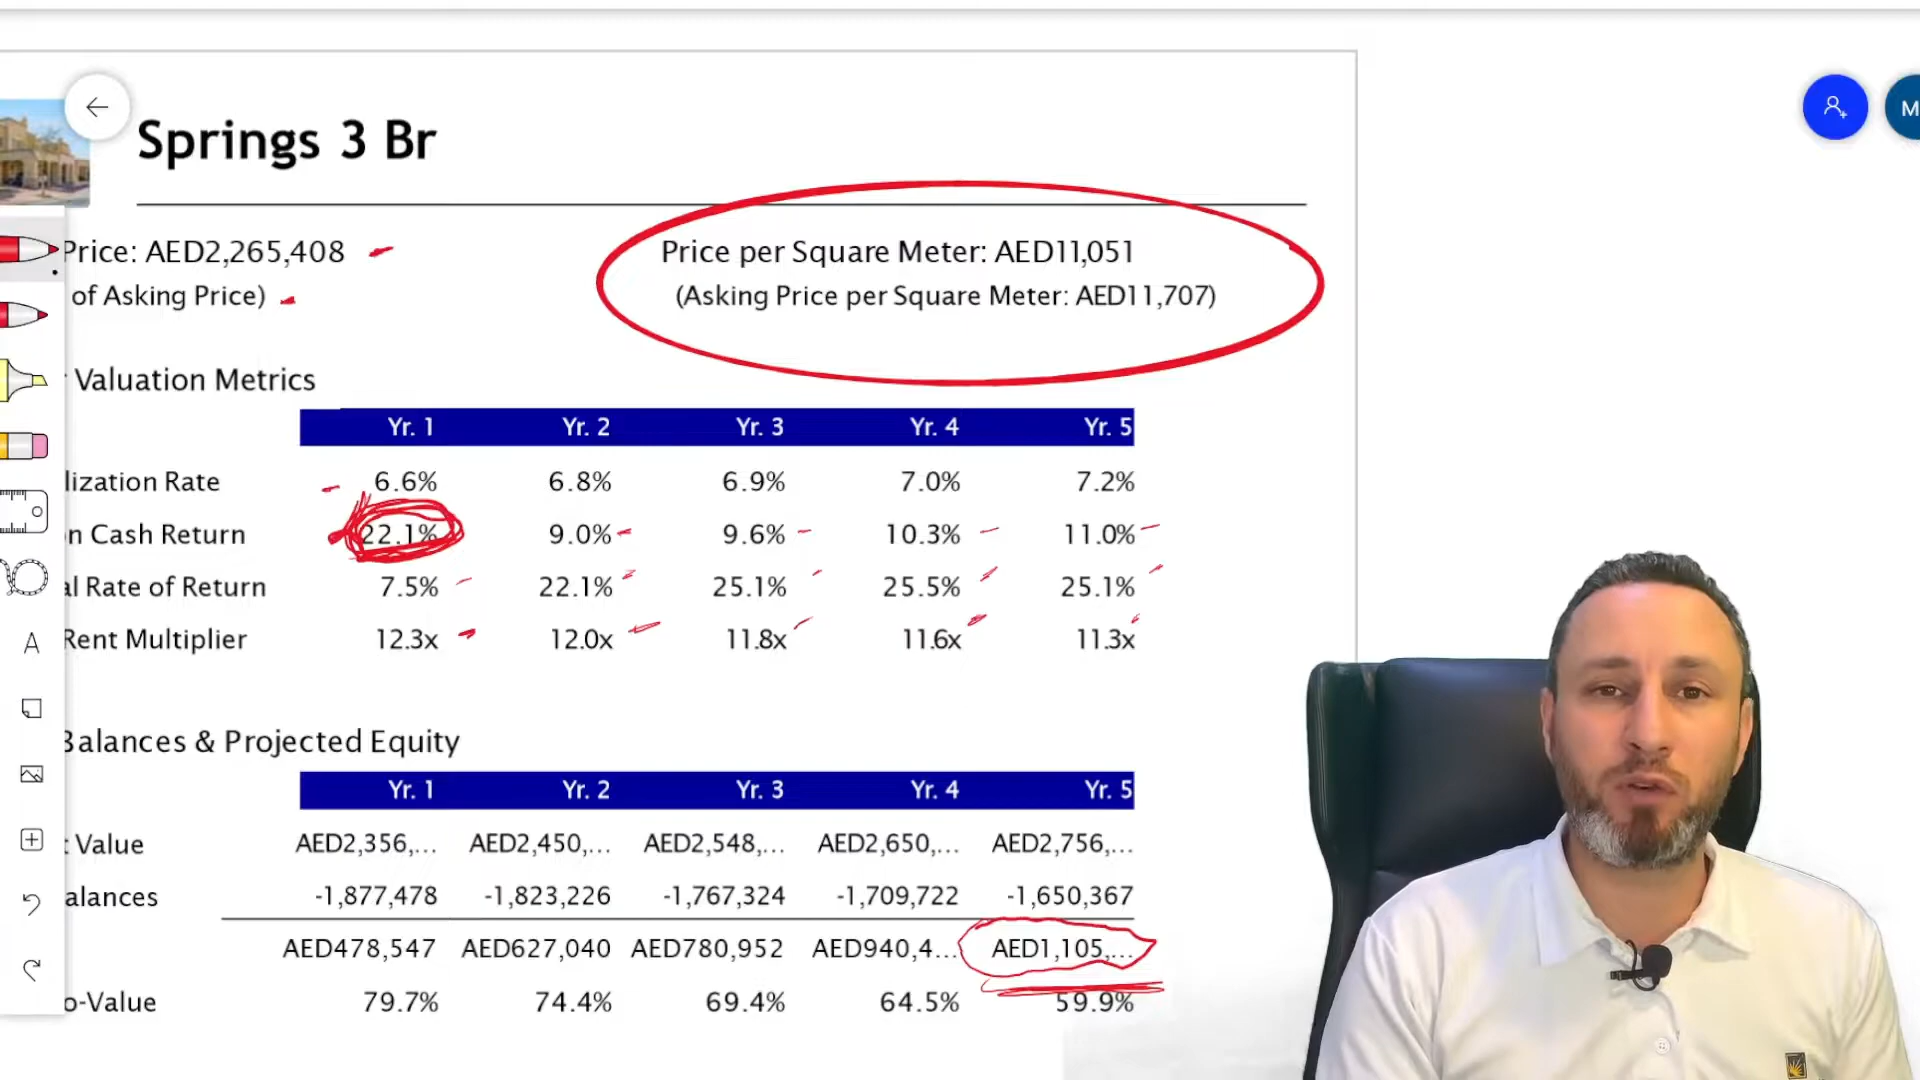 M
Springs 3 Br
Price: AED2,265,408
of Asking Price)
Price per Square Meter: AED11,051
(Asking Price per Square Meter: AED11,707)
Valuation Metrics
Yr. 1 Yr. 2 Yr. 3 Yr. 4 Yr. 5
lization Rate 6.6% 6.8% 6.9% 7.0% 7.2%
n Cash Return 22.1% 9.0% 9.6% 10.3% 11.0%
al Rate of Return 7.5% 22.1% 25.1% 25.5% 25.1%
Rent Multiplier 12.3x 12.0x 11.8x 11.6x 11.3x
Balances & Projected Equity
Yr. 1 Yr. 2 Yr. 3 Yr. 4 Yr. 5
t Value AED2,356,... AED2,450,... AED2,548,... AED2,650,... AED2,756,...
alances -1,877,478 -1,823,226 -1,767,324 -1,709,722 -1,650,367
AED478,547 AED627,040 AED780,952 AED940,4... AED1,105,...
o-Value 79.7% 74.4% 69.4% 64.5% 59.9%
A